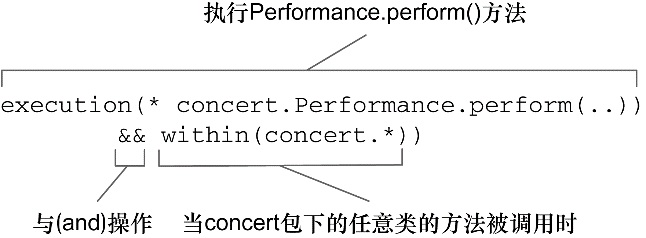 执行Performance.perform()方法
execution(* concert.Performance.perform(..))
&& within(concert.*))
与(and)操作 当concert包下的任意类的方法被调用时